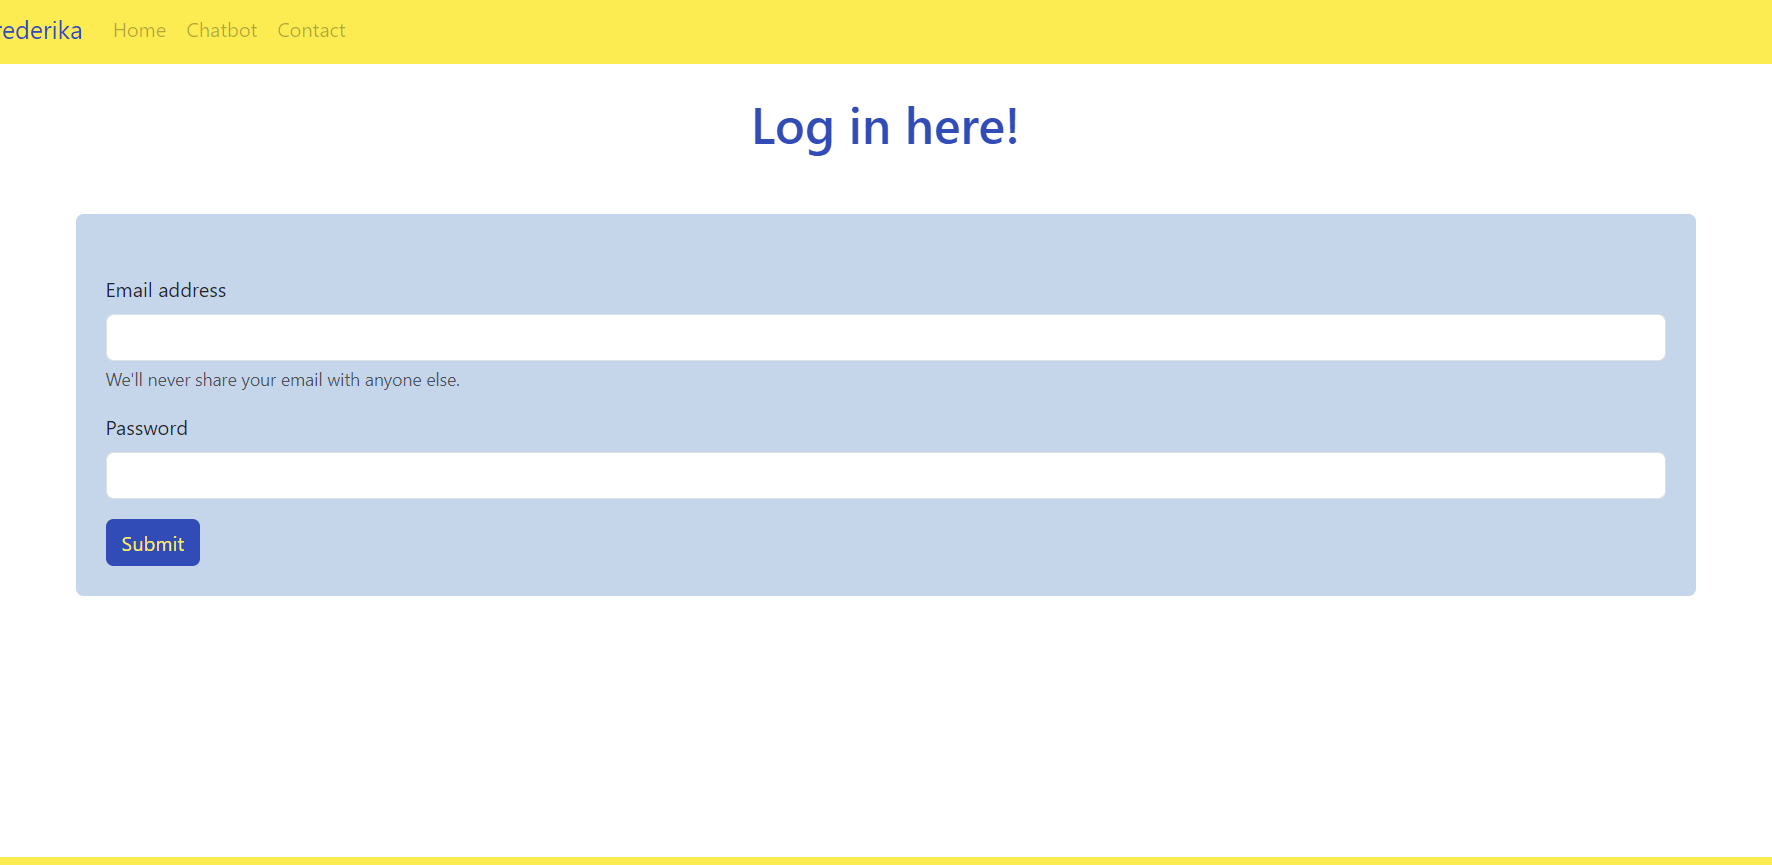 rederika Home Chatbot Contact
Log in here!
Email address
We'll never share your email with anyone else.
Password
Submit